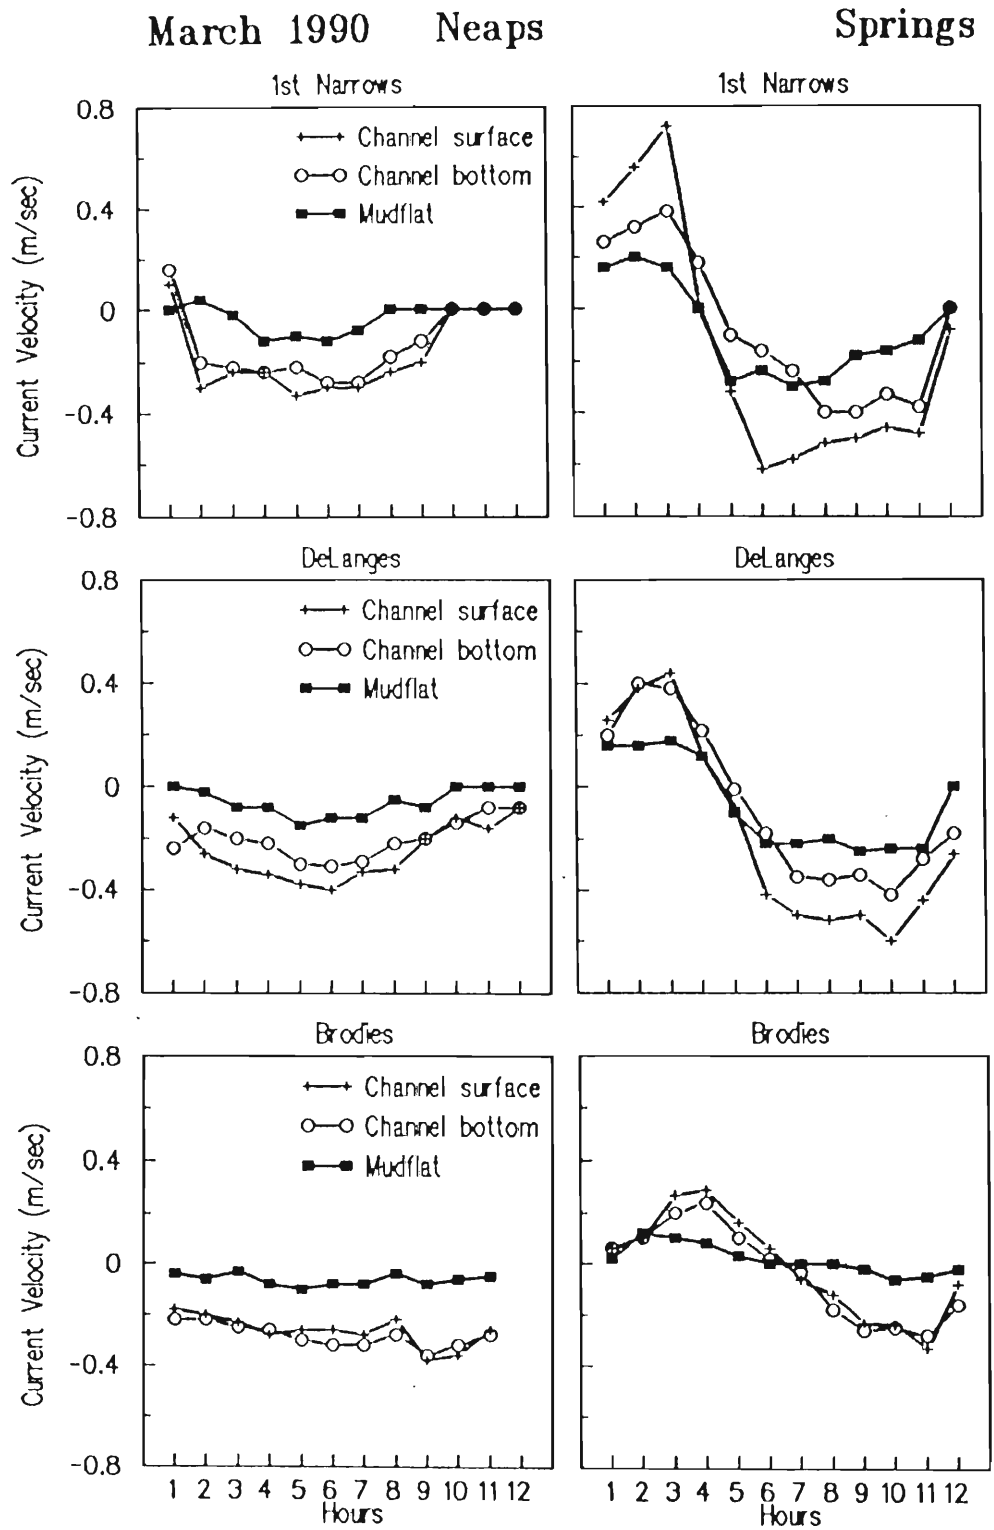 March 1990 Neaps Springs
1st Narrows 1st Narrows
Current Velocity (m/sec)
0.8
0.4
0
-0.4
-0.8
Channel surface
Channel bottom
Mudflat
DeLanges DeLanges
Current Velocity (m/sec)
0.8
0.4
0
-0.4
-0.8
Channel surface
Channel bottom
Mudflat
Brodies Brodies
Current Velocity (m/sec)
0.8
0.4
0
-0.4
-0.8
Channel surface
Channel bottom
Mudflat
1 2 3 4 5 6 7 8 9 10 11 12 1 2 3 4 5 6 7 8 9 10 11 12
Hours Hours